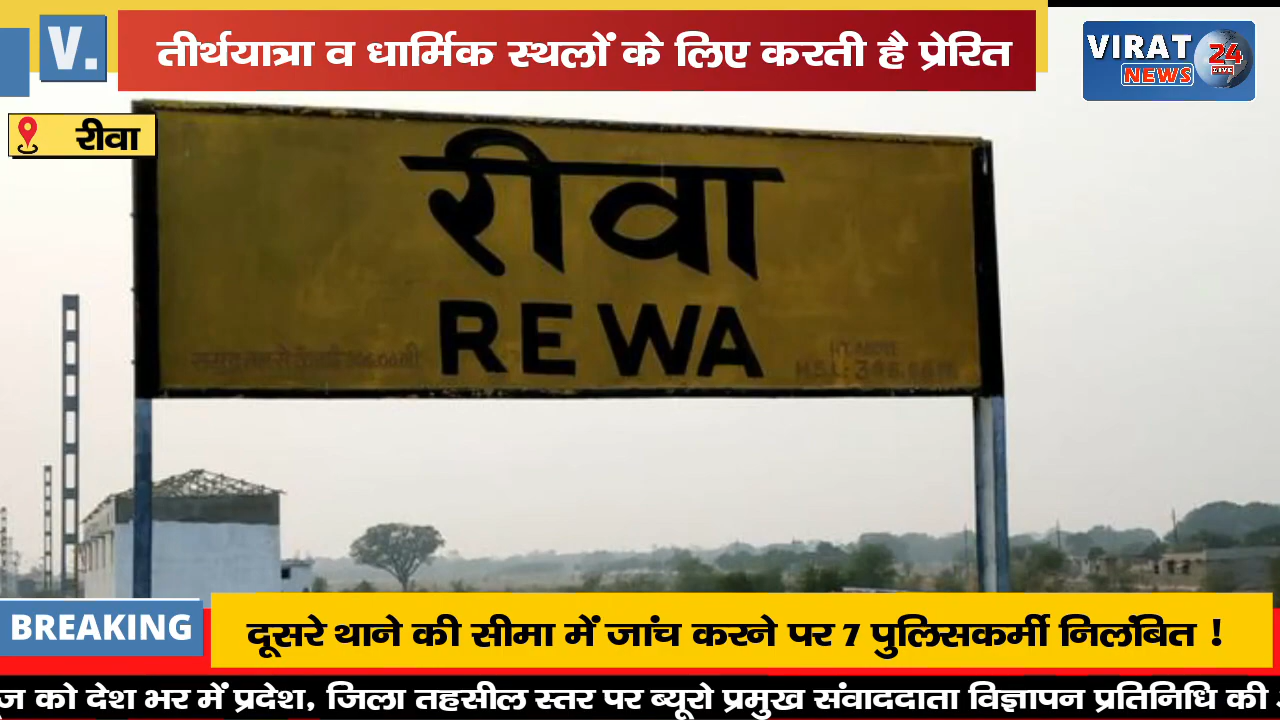 V.
तीर्थयात्रा व धार्मिक स्थलों के लिए करती है प्रेरित
VIRAT
NEWS
24
LIVE
रीवा
रीवा
REWA
BREAKING
दूसरे थाने की सीमा में जांच करने पर 7 पुलिसकर्मी निलंबित !
को देश भर में प्रदेश, जिला तहसील स्तर पर ब्यूरो प्रमुख संवाददाता विज्ञापन प्रतिनिधि की